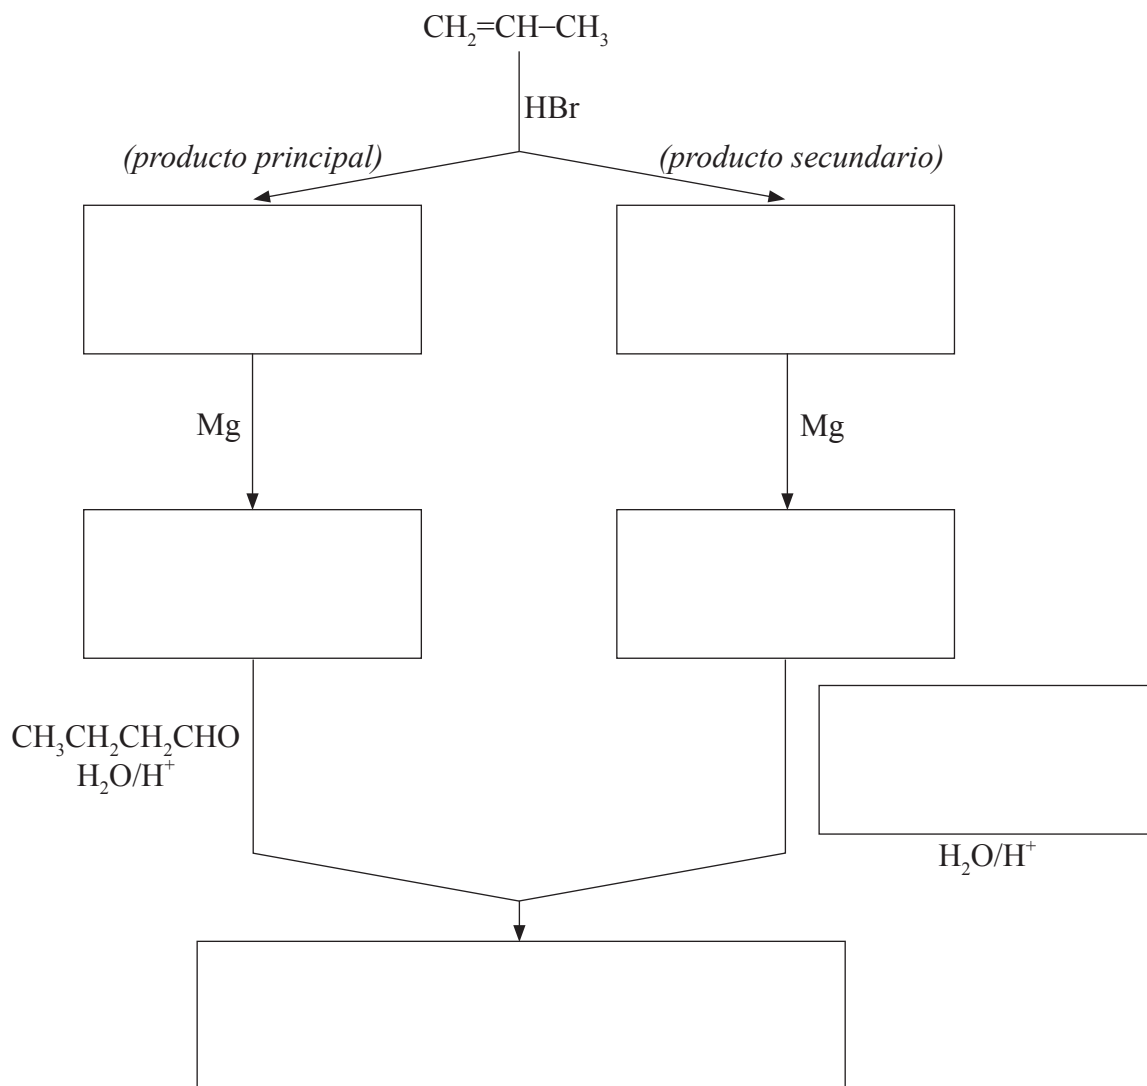 CH₂=CH–CH₃
HBr
(producto principal) (producto secundario)
Mg Mg
CH₃CH₂CH₂CHO
H₂O/H⁺
H₂O/H⁺